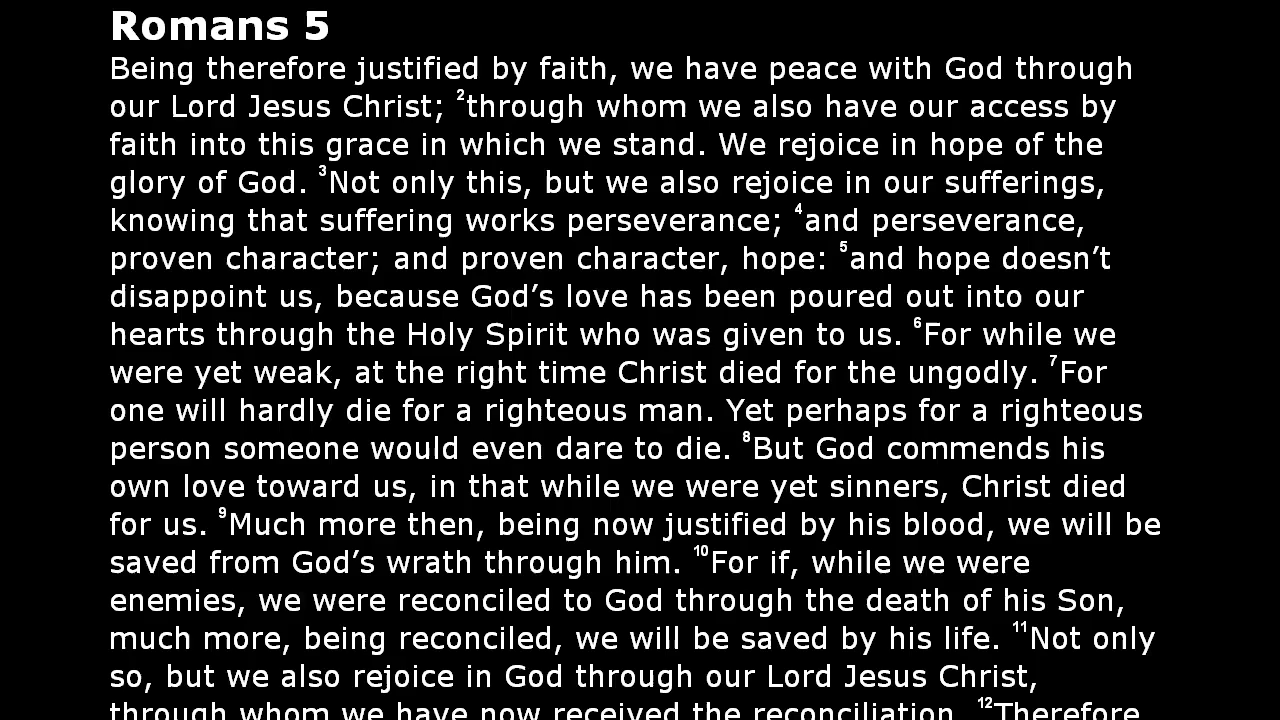 Romans 5
Being therefore justified by faith, we have peace with God through
our Lord Jesus Christ; ²through whom we also have our access by
faith into this grace in which we stand. We rejoice in hope of the
glory of God. ³Not only this, but we also rejoice in our sufferings,
knowing that suffering works perseverance; ⁴and perseverance,
proven character; and proven character, hope: ⁵and hope doesn’t
disappoint us, because God’s love has been poured out into our
hearts through the Holy Spirit who was given to us. ⁶For while we
were yet weak, at the right time Christ died for the ungodly. ⁷For
one will hardly die for a righteous man. Yet perhaps for a righteous
person someone would even dare to die. ⁸But God commends his
own love toward us, in that while we were yet sinners, Christ died
for us. ⁹Much more then, being now justified by his blood, we will be
saved from God’s wrath through him. ¹⁰For if, while we were
enemies, we were reconciled to God through the death of his Son,
much more, being reconciled, we will be saved by his life. ¹¹Not only
so, but we also rejoice in God through our Lord Jesus Christ,
through whom we have now received the reconciliation. ¹²Therefore